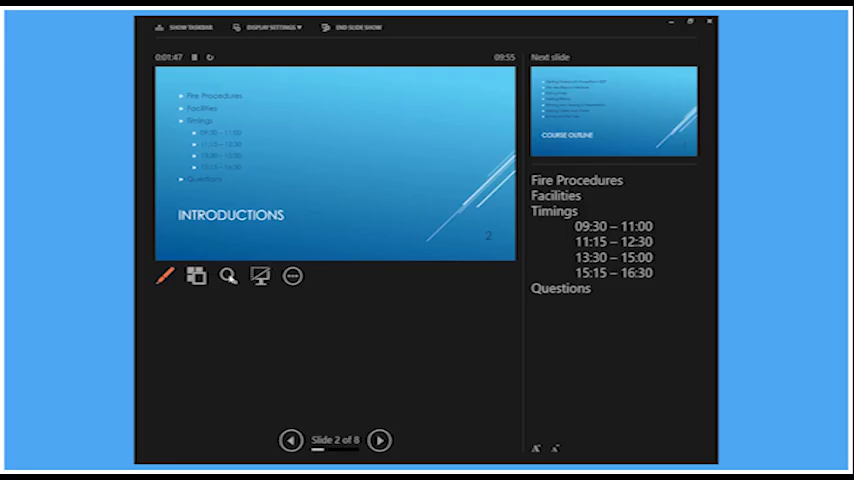 SHOW TASKBAR
DISPLAY SETTINGS
END SLIDE SHOW
0:01:47
09:55
Next slide
Fire Procedures
Facilities
Timings
09:30 – 11:00
11:15 – 12:30
13:30 – 15:00
15:15 – 16:30
Questions
INTRODUCTIONS
2
COURSE OUTLINE
Fire Procedures
Facilities
Timings
09:30 – 11:00
11:15 – 12:30
13:30 – 15:00
15:15 – 16:30
Questions
Slide 2 of 8
A
A